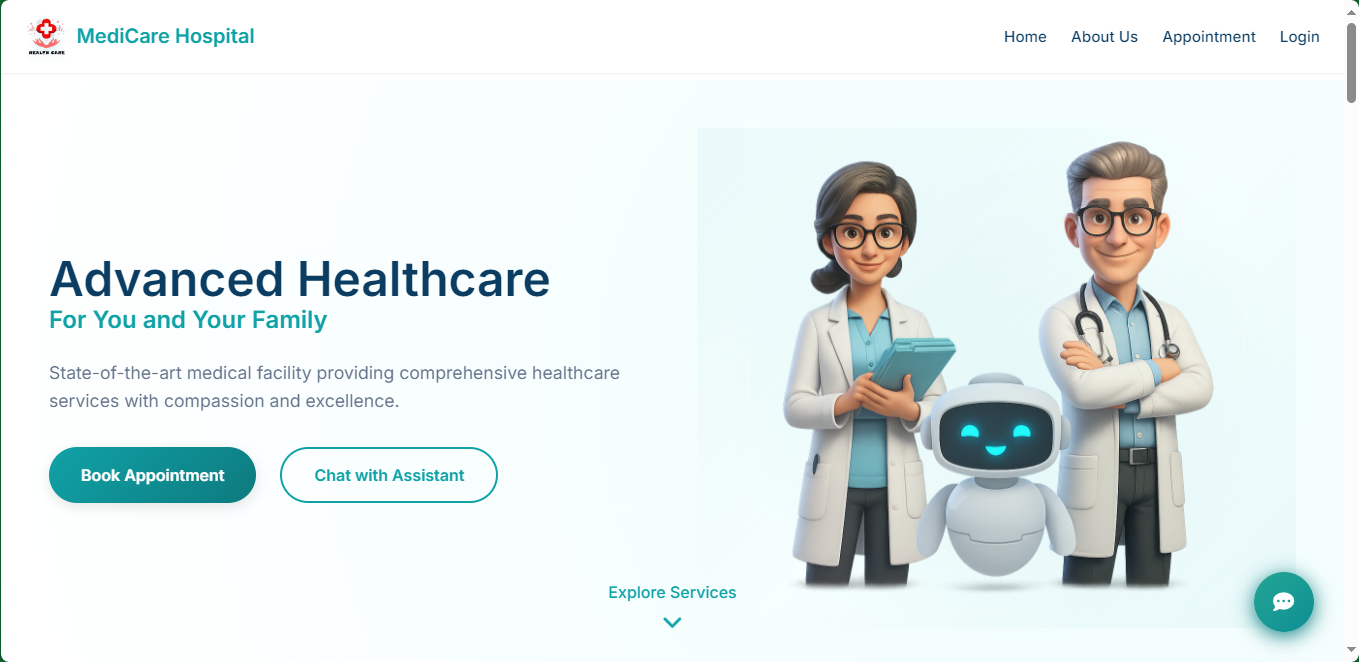 HEALTH CARE
MediCare Hospital
Home
About Us
Appointment
Login
Advanced Healthcare
For You and Your Family
State-of-the-art medical facility providing comprehensive healthcare
services with compassion and excellence.
Book Appointment
Chat with Assistant
Explore Services